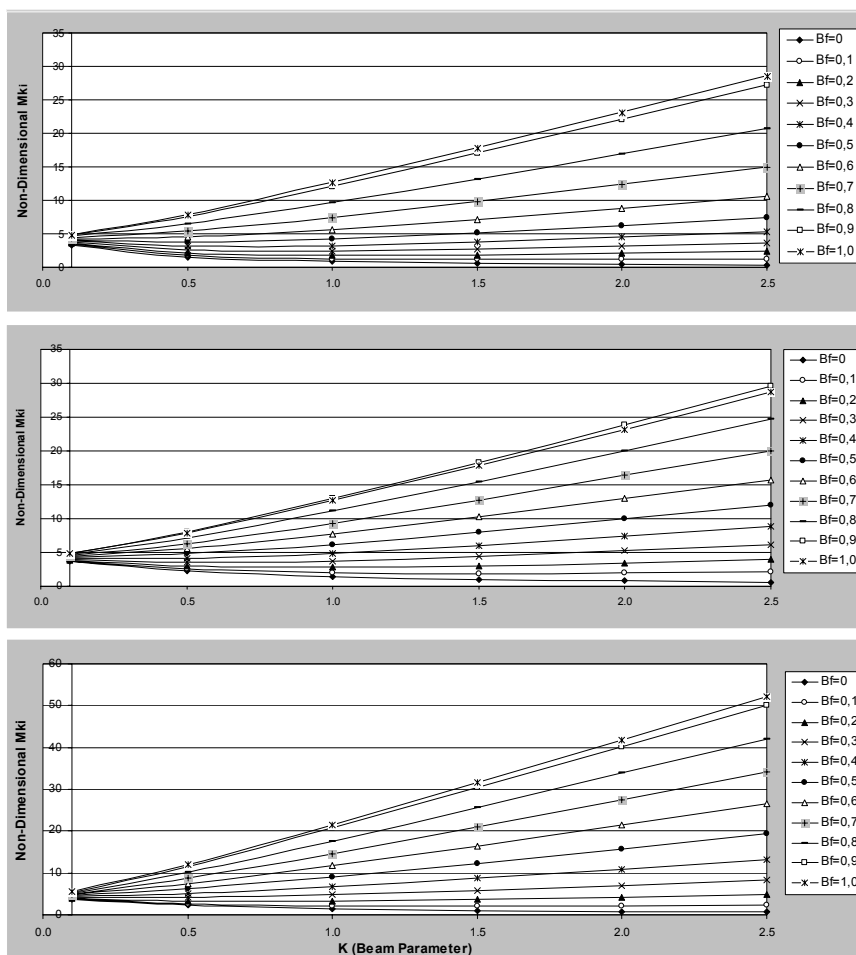 Non-Dimensional Mki
35
30
25
20
15
10
5
0
0.0
0.5
1.0
1.5
2.0
2.5
Bf=0
Bf=0,1
Bf=0,2
Bf=0,3
Bf=0,4
Bf=0,5
Bf=0,6
Bf=0,7
Bf=0,8
Bf=0,9
Bf=1,0
Non-Dimensional Mki
35
30
25
20
15
10
5
0
0.0
0.5
1.0
1.5
2.0
2.5
Bf=0
Bf=0,1
Bf=0,2
Bf=0,3
Bf=0,4
Bf=0,5
Bf=0,6
Bf=0,7
Bf=0,8
Bf=0,9
Bf=1,0
Non-Dimensional Mki
60
50
40
30
20
10
0
0.0
0.5
1.0
1.5
2.0
2.5
K (Beam Parameter)
Bf=0
Bf=0,1
Bf=0,2
Bf=0,3
Bf=0,4
Bf=0,5
Bf=0,6
Bf=0,7
Bf=0,8
Bf=0,9
Bf=1,0